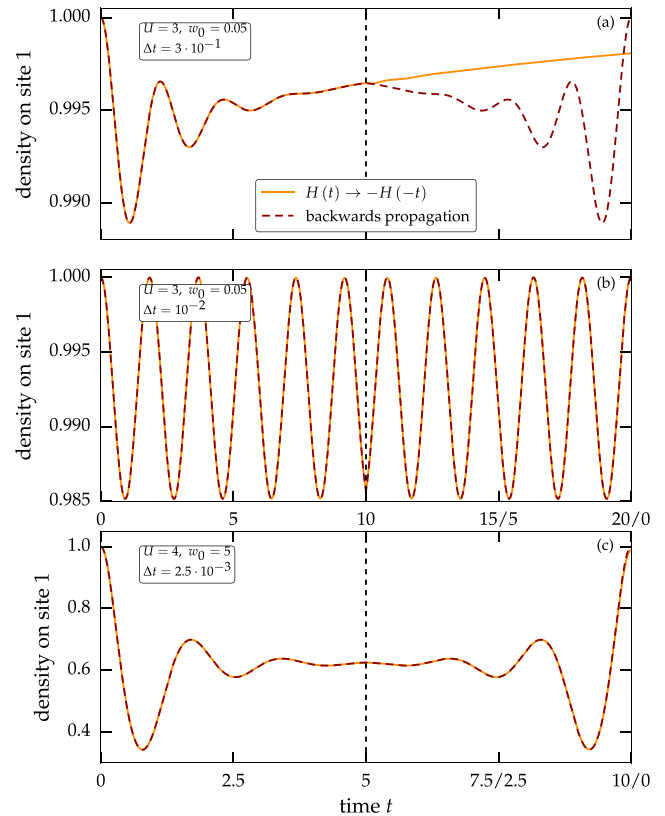 (a)
U = 3, w₀ = 0.05
Δt = 3 · 10⁻¹
1.000
0.995
0.990
density on site 1
H (t) → −H (−t)
backwards propagation
(b)
U = 3, w₀ = 0.05
Δt = 10⁻²
1.000
0.995
0.990
0.985
density on site 1
0 5 10 15/5 20/0
(c)
U = 4, w₀ = 5
Δt = 2.5 · 10⁻³
1.0
0.8
0.6
0.4
density on site 1
0 2.5 5 7.5/2.5 10/0
time t